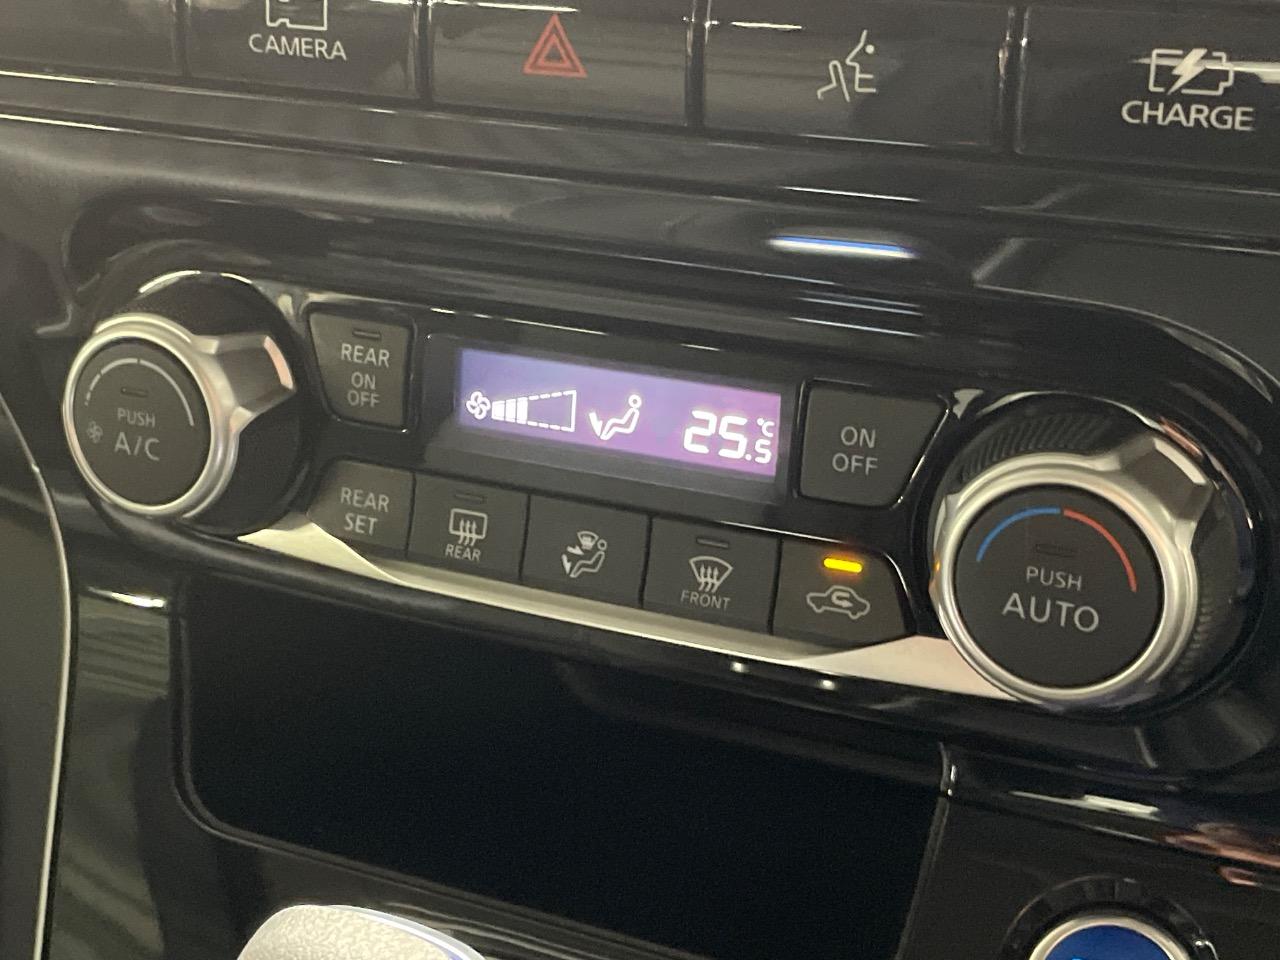 CAMERA
CHARGE
PUSH
A/C
REAR
ON
OFF
25.5
°C
ON
OFF
REAR
SET
REAR
FRONT
PUSH
AUTO